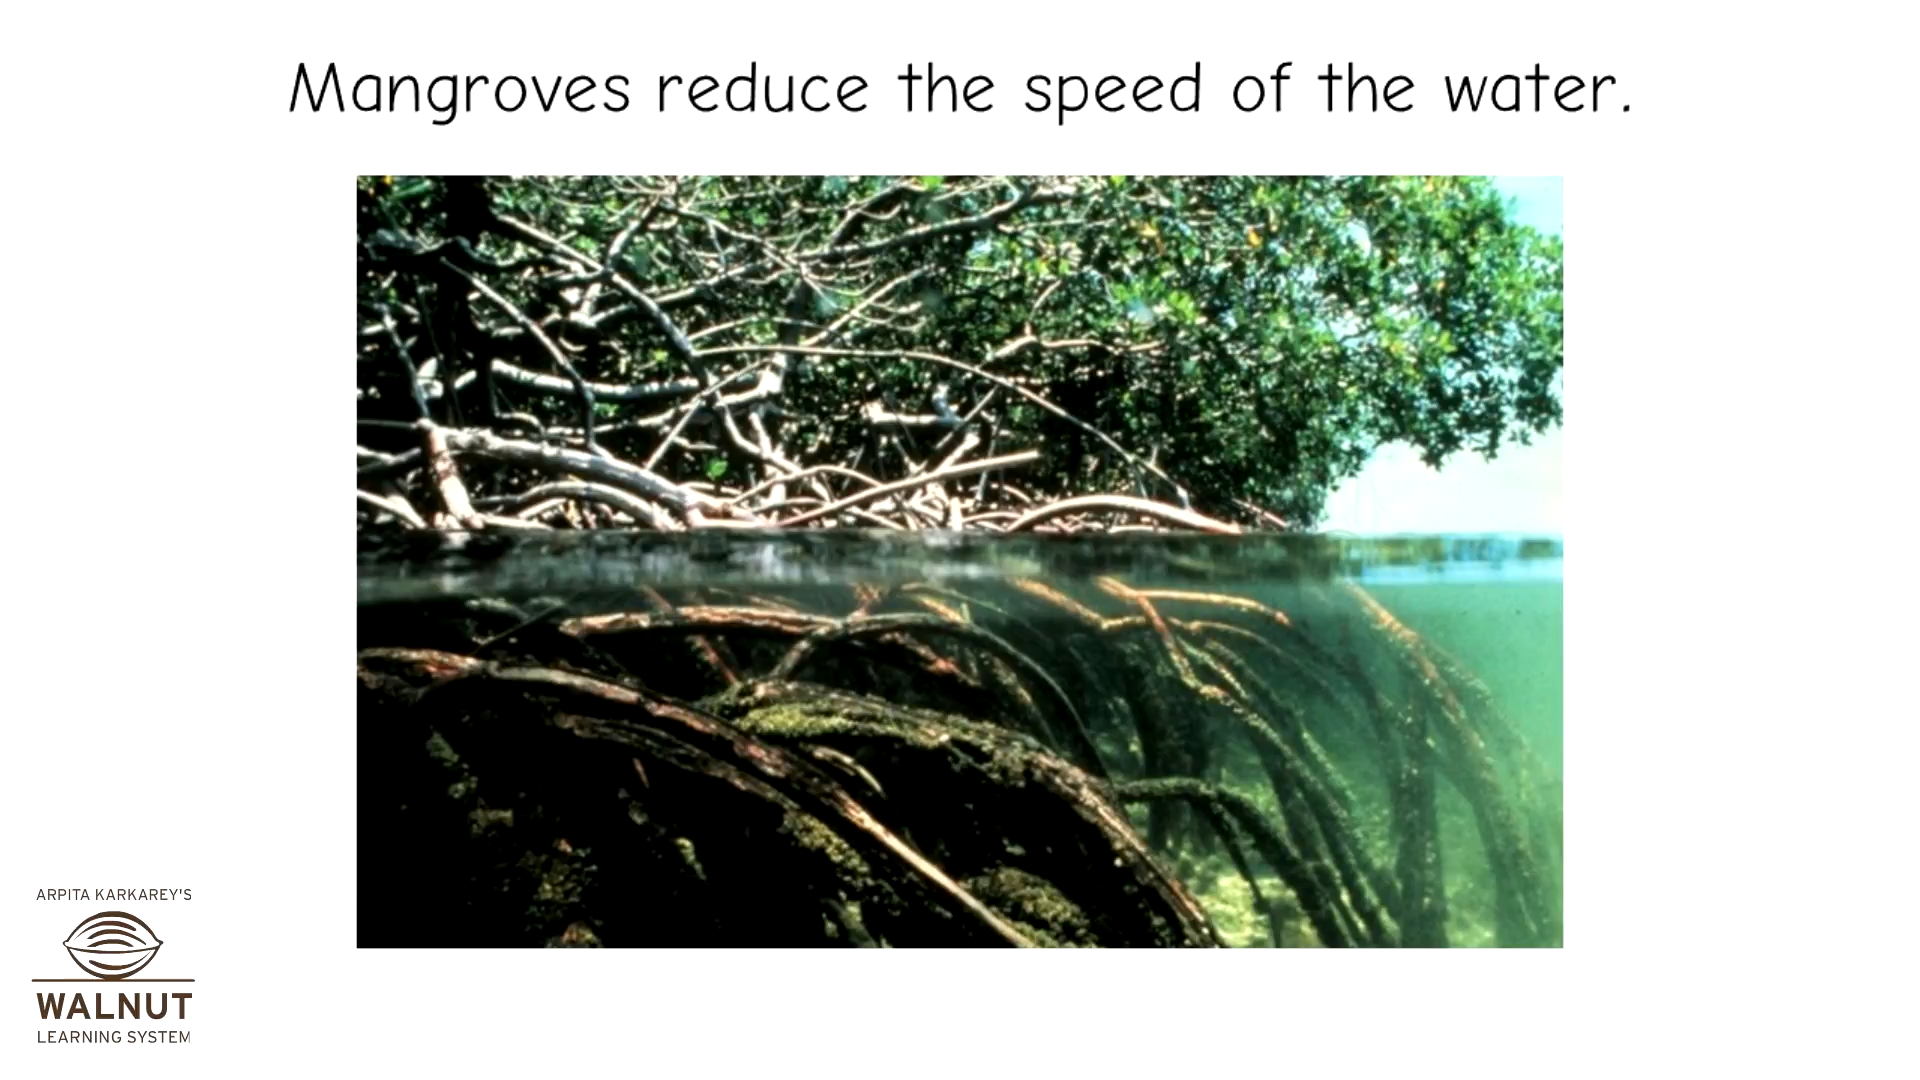 Mangroves reduce the speed of the water.
ARPITA KARKAREY'S
WALNUT
LEARNING SYSTEM